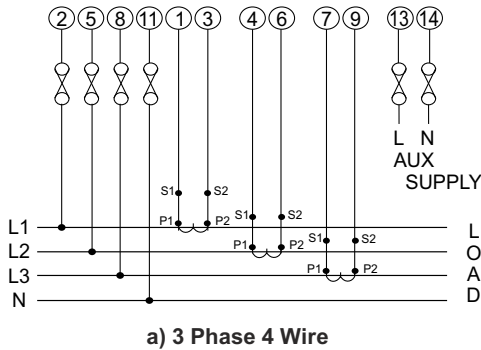 2 5 8 11 1 3 4 6 7 9 13 14
L N
AUX
SUPPLY
S1 S2
S1 S2
P1 P2
L1 L
S1 S2
P1 P2
L2 O
P1 P2
L3 A
N D
a) 3 Phase 4 Wire